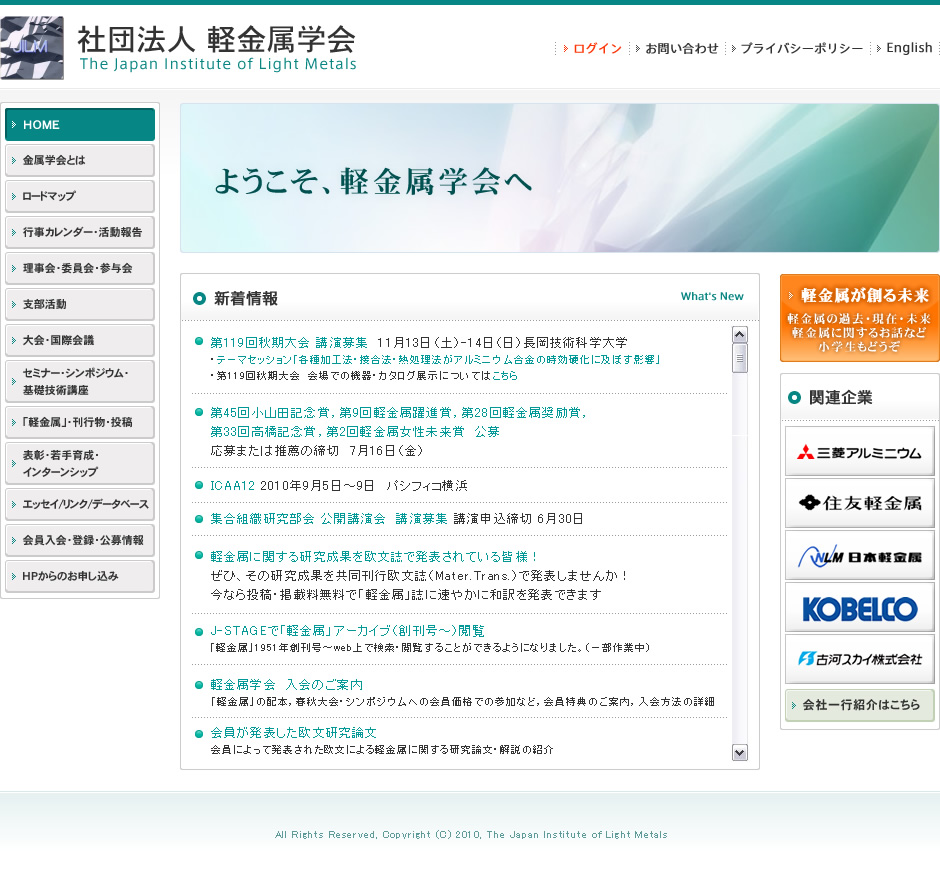 JILM
社団法人 軽金属学会
The Japan Institute of Light Metals
ログイン
お問い合わせ
プライバシーポリシー
English
HOME
金属学会とは
ロードマップ
行事カレンダー・活動報告
理事会・委員会・参与会
支部活動
大会・国際会議
セミナー・シンポジウム・
基礎技術講座
「軽金属」・刊行物・投稿
表彰・若手育成・
インターンシップ
エッセイ/リンク/データベース
会員入会・登録・公募情報
HPからのお申し込み
ようこそ、軽金属学会へ
新着情報
What's New
第119回秋期大会 講演募集　11月13日（土）-14日（日）長岡技術科学大学
・テーマセッション「各種加工法・接合法・熱処理法がアルミニウム合金の時効硬化に及ぼす影響」
・第119回秋期大会　会場での機器・カタログ展示についてはこちら
第45回小山田記念賞，第9回軽金属躍進賞，第28回軽金属奨励賞，
第33回高橋記念賞，第2回軽金属女性未来賞　公募
応募または推薦の締切　7月16日（金）
ICAA12 2010年9月5日～9日　パシフィコ横浜
集合組織研究部会 公開講演会　講演募集 講演申込締切 6月30日
軽金属に関する研究成果を欧文誌で発表されている皆様！
ぜひ、その研究成果を共同刊行欧文誌（Mater.Trans.）で発表しませんか！
今なら投稿・掲載料無料で「軽金属」誌に速やかに和訳を発表できます
J-STAGEで「軽金属」アーカイブ（創刊号～）閲覧
「軽金属」1951年創刊号～web上で検索・閲覧することができるようになりました。（一部作業中）
軽金属学会　入会のご案内
「軽金属」の配本，春秋大会・シンポジウムへの会員価格での参加など，会員特典のご案内，入会方法の詳細
会員が発表した欧文研究論文
会員によって発表された欧文による軽金属に関する研究論文・解説の紹介
軽金属が創る未来
軽金属の過去・現在・未来
軽金属に関するお話など
小学生もどうぞ
関連企業
三菱アルミニウム
住友軽金属
NLM 日本軽金属
KOBELCO
古河スカイ株式会社
会社一行紹介はこちら
All Rights Reserved, Copyright (C) 2010, The Japan Institute of Light Metals